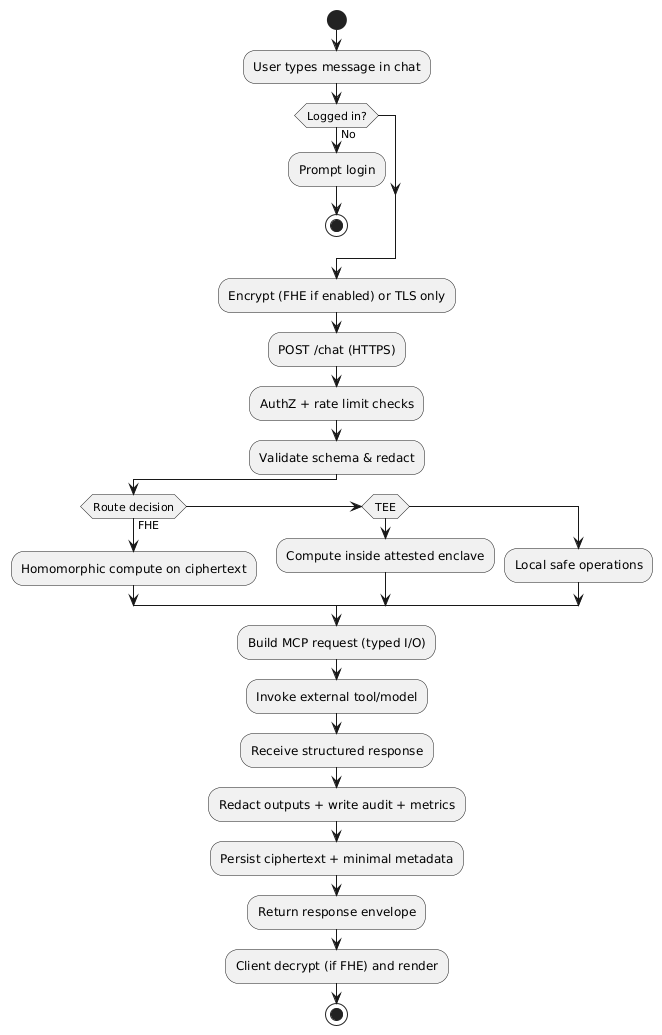 User types message in chat
Logged in?
No
Prompt login
Encrypt (FHE if enabled) or TLS only
POST /chat (HTTPS)
AuthZ + rate limit checks
Validate schema & redact
Route decision
TEE
FHE
Homomorphic compute on ciphertext
Compute inside attested enclave
Local safe operations
Build MCP request (typed I/O)
Invoke external tool/model
Receive structured response
Redact outputs + write audit + metrics
Persist ciphertext + minimal metadata
Return response envelope
Client decrypt (if FHE) and render